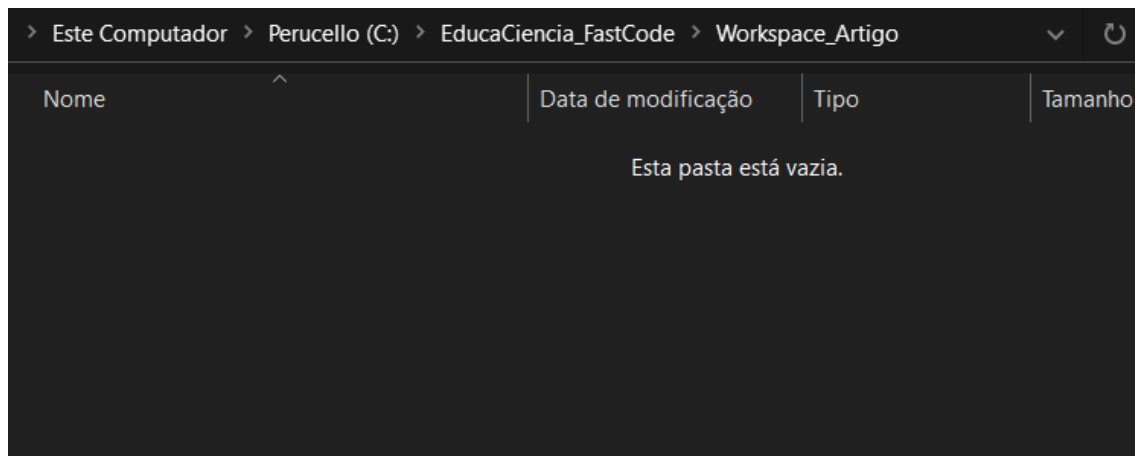 > Este Computador > Perucello (C:) > EducaCiencia_FastCode > Workspace_Artigo
Nome Data de modificação Tipo Tamanho
Esta pasta está vazia.